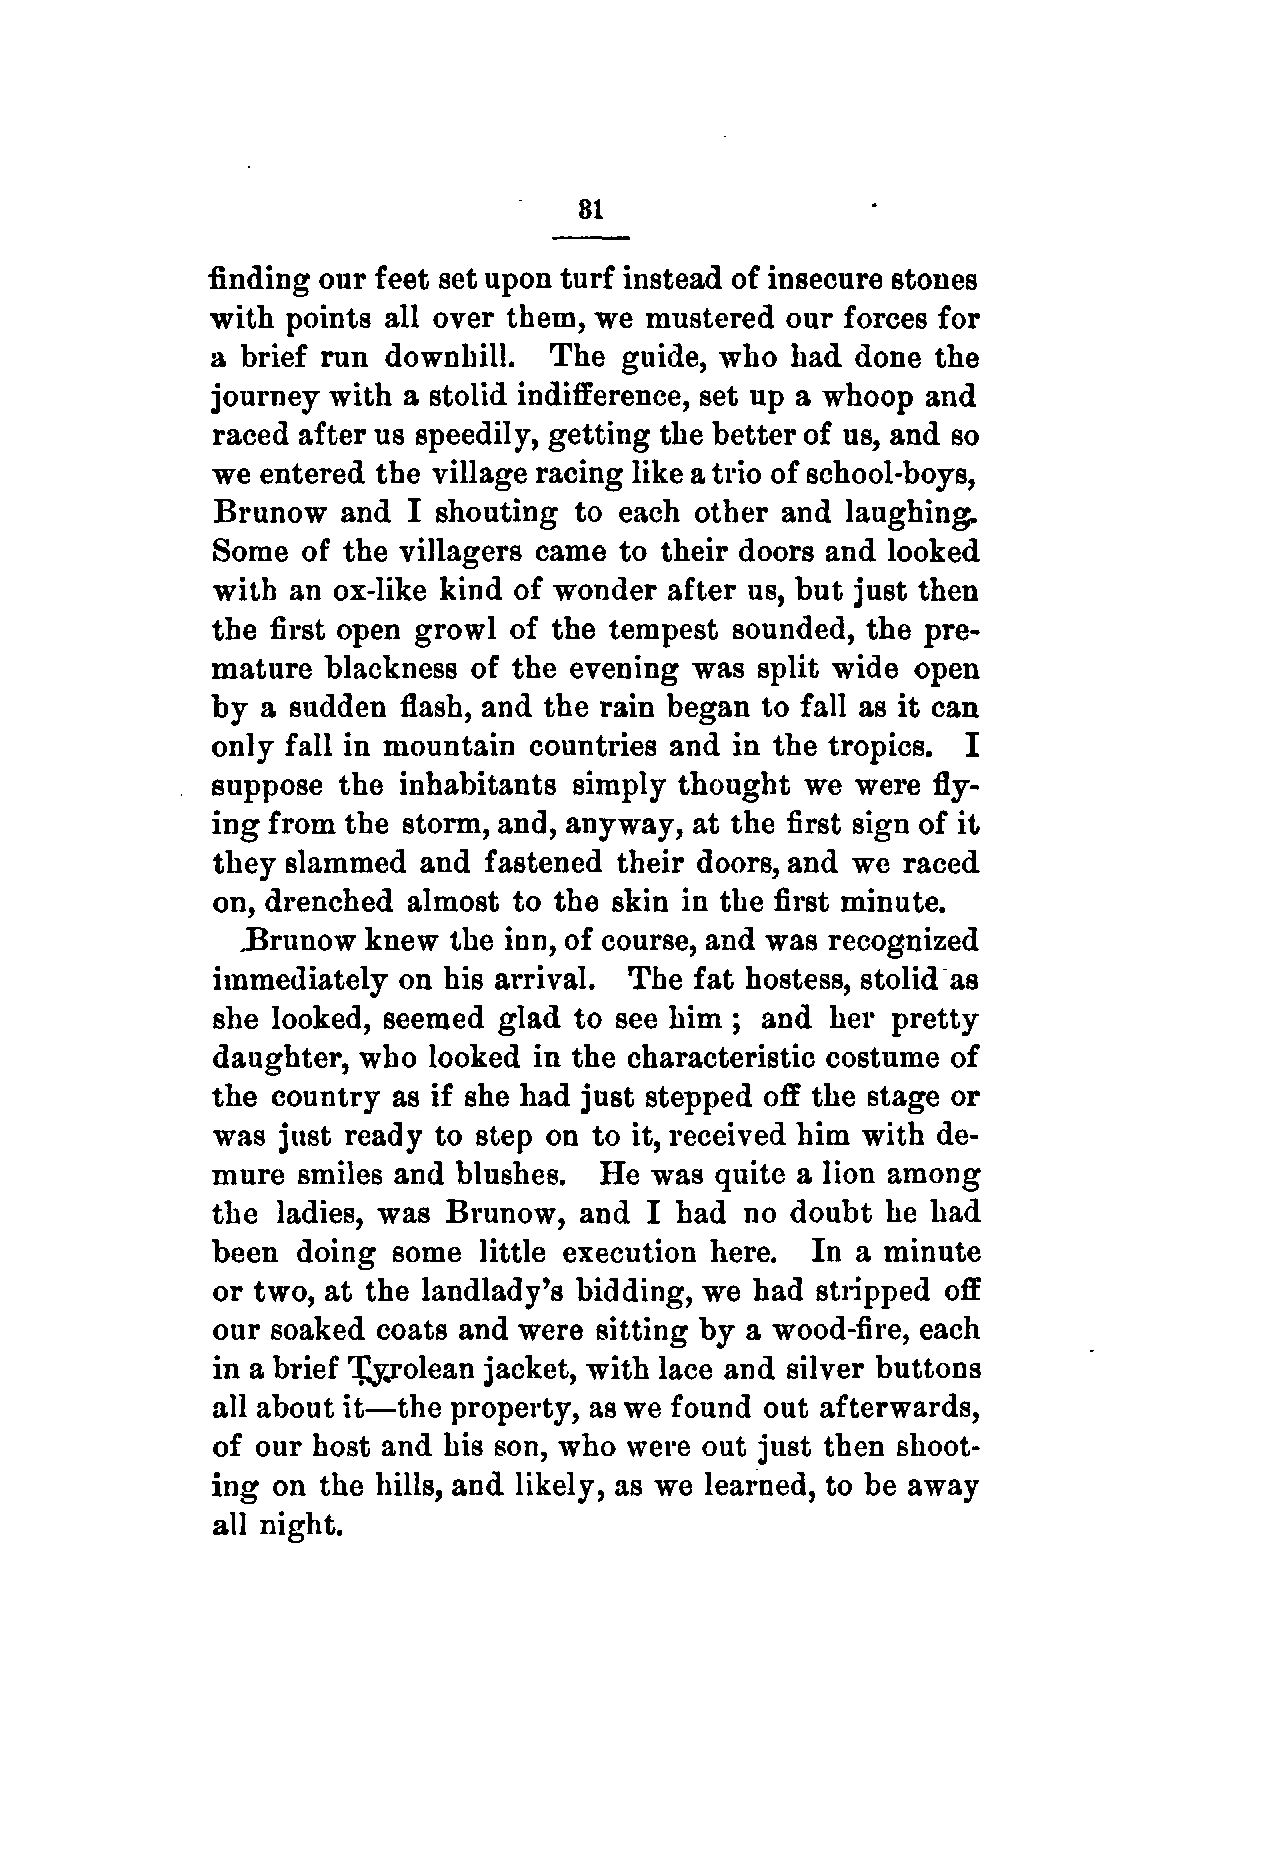 81
finding our feet set upon turf instead of insecure stones
with points all over them, we mustered our forces for
a brief run downhill. The guide, who had done the
journey with a stolid indifference, set up a whoop and
raced after us speedily, getting the better of us, and so
we entered the village racing like a trio of school-boys,
Brunow and I shouting to each other and laughing.
Some of the villagers came to their doors and looked
with an ox-like kind of wonder after us, but just then
the first open growl of the tempest sounded, the pre-
mature blackness of the evening was split wide open
by a sudden flash, and the rain began to fall as it can
only fall in mountain countries and in the tropics. I
suppose the inhabitants simply thought we were fly-
ing from the storm, and, anyway, at the first sign of it
they slammed and fastened their doors, and we raced
on, drenched almost to the skin in the first minute.
Brunow knew the inn, of course, and was recognized
immediately on his arrival. The fat hostess, stolid as
she looked, seemed glad to see him ; and her pretty
daughter, who looked in the characteristic costume of
the country as if she had just stepped off the stage or
was just ready to step on to it, received him with de-
mure smiles and blushes. He was quite a lion among
the ladies, was Brunow, and I had no doubt he had
been doing some little execution here. In a minute
or two, at the landlady's bidding, we had stripped off
our soaked coats and were sitting by a wood-fire, each
in a brief Tyrolean jacket, with lace and silver buttons
all about it—the property, as we found out afterwards,
of our host and his son, who were out just then shoot-
ing on the hills, and likely, as we learned, to be away
all night.